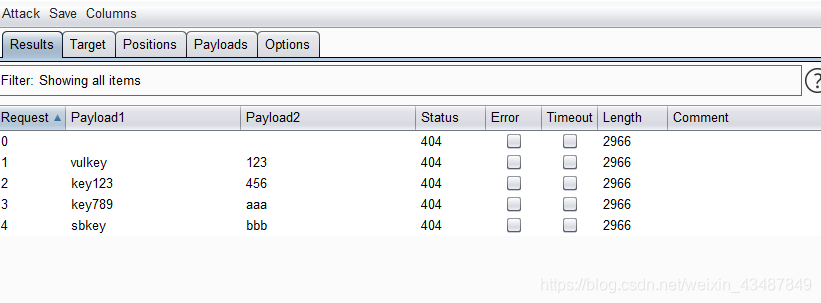 Attack Save Columns
Results Target Positions Payloads Options
Filter: Showing all items ?
Request Payload1 Payload2 Status Error Timeout Length Comment
0 404 2966
1 vulkey 123 404 2966
2 key123 456 404 2966
3 key789 aaa 404 2966
4 sbkey bbb 404 2966
https://blog.csdn.net/weixin_43487849